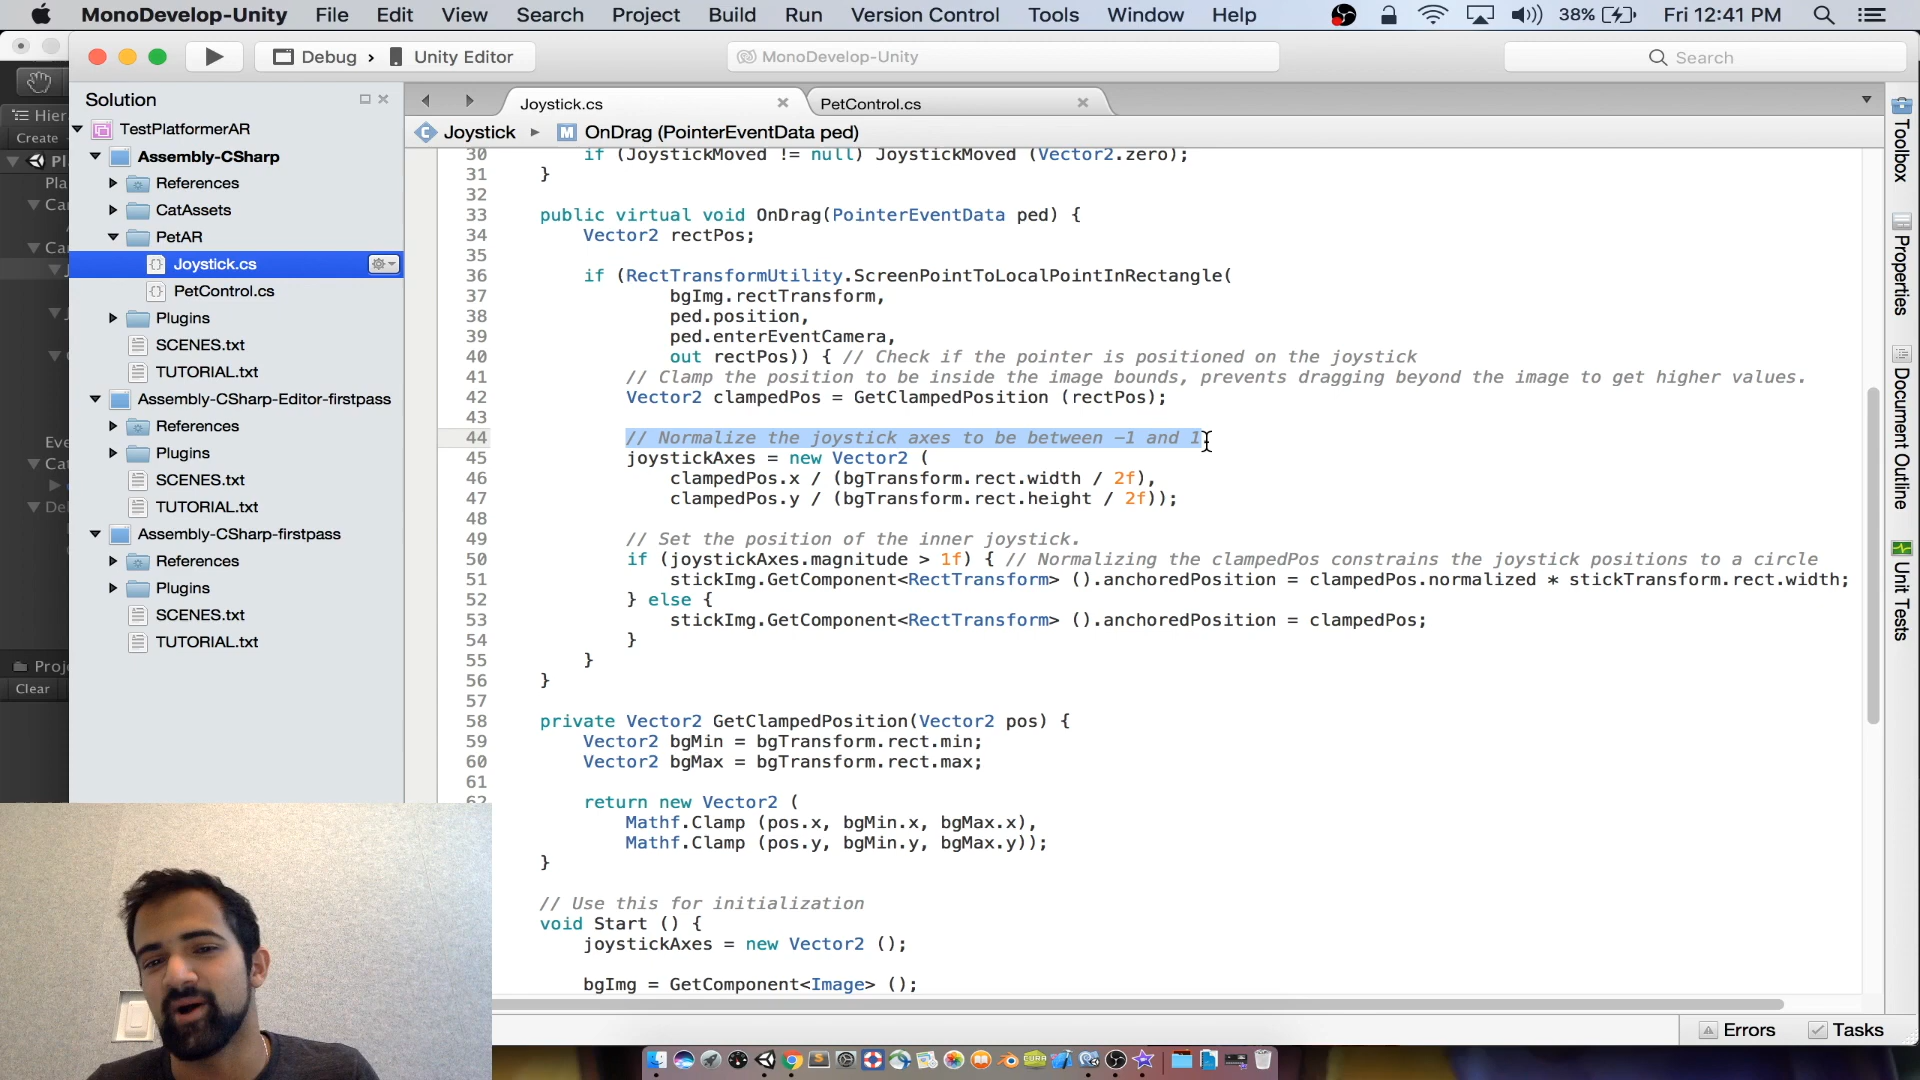 MonoDevelop-Unity File Edit View Search Project Build Run Version Control Tools Window Help 38% Fri 12:41 PM
Debug › Unity Editor MonoDevelop-Unity Search
Solution
TestPlatformerAR
Assembly-CSharp
References
CatAssets
PetAR
Joystick.cs
PetControl.cs
Plugins
SCENES.txt
TUTORIAL.txt
Assembly-CSharp-Editor-firstpass
References
Plugins
SCENES.txt
TUTORIAL.txt
Assembly-CSharp-firstpass
References
Plugins
SCENES.txt
TUTORIAL.txt
Hier
Create
Pla
Ca
Ca
Eve
Cat
De
Proj
Clear
Joystick.cs PetControl.cs
Joystick OnDrag (PointerEventData ped)
30 if (JoystickMoved != null) JoystickMoved (Vector2.zero);
31 }
32
33 public virtual void OnDrag(PointerEventData ped) {
34 Vector2 rectPos;
35
36 if (RectTransformUtility.ScreenPointToLocalPointInRectangle(
37 bgImg.rectTransform,
38 ped.position,
39 ped.enterEventCamera,
40 out rectPos)) { // Check if the pointer is positioned on the joystick
41 // Clamp the position to be inside the image bounds, prevents dragging beyond the image to get higher values.
42 Vector2 clampedPos = GetClampedPosition (rectPos);
43
44 // Normalize the joystick axes to be between -1 and 1
45 joystickAxes = new Vector2 (
46 clampedPos.x / (bgTransform.rect.width / 2f),
47 clampedPos.y / (bgTransform.rect.height / 2f));
48
49 // Set the position of the inner joystick.
50 if (joystickAxes.magnitude > 1f) { // Normalizing the clampedPos constrains the joystick positions to a circle
51 stickImg.GetComponent<RectTransform> ().anchoredPosition = clampedPos.normalized * stickTransform.rect.width;
52 } else {
53 stickImg.GetComponent<RectTransform> ().anchoredPosition = clampedPos;
54 }
55 }
56 }
57
58 private Vector2 GetClampedPosition(Vector2 pos) {
59 Vector2 bgMin = bgTransform.rect.min;
60 Vector2 bgMax = bgTransform.rect.max;
61
62 return new Vector2 (
Mathf.Clamp (pos.x, bgMin.x, bgMax.x),
Mathf.Clamp (pos.y, bgMin.y, bgMax.y));
}
// Use this for initialization
void Start () {
joystickAxes = new Vector2 ();
bgImg = GetComponent<Image> ();
Toolbox
Properties
Document Outline
Unit Tests
Errors Tasks
CURA